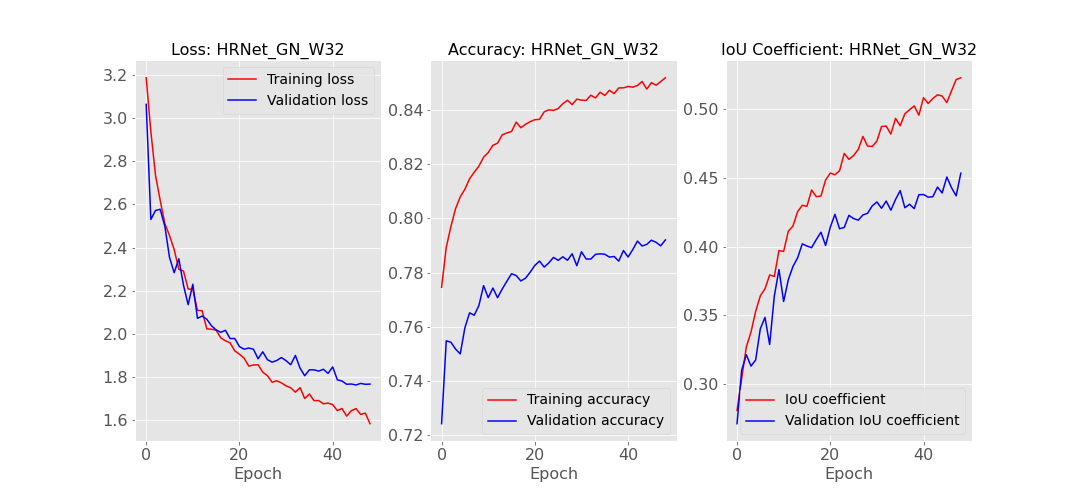 Loss: HRNet_GN_W32
3.2
3.0
2.8
2.6
2.4
2.2
2.0
1.8
1.6
0
20
40
Epoch
Training loss
Validation loss
Accuracy: HRNet_GN_W32
0.84
0.82
0.80
0.78
0.76
0.74
0.72
0
20
40
Epoch
Training accuracy
Validation accuracy
IoU Coefficient: HRNet_GN_W32
0.50
0.45
0.40
0.35
0.30
0
20
40
Epoch
IoU coefficient
Validation IoU coefficient